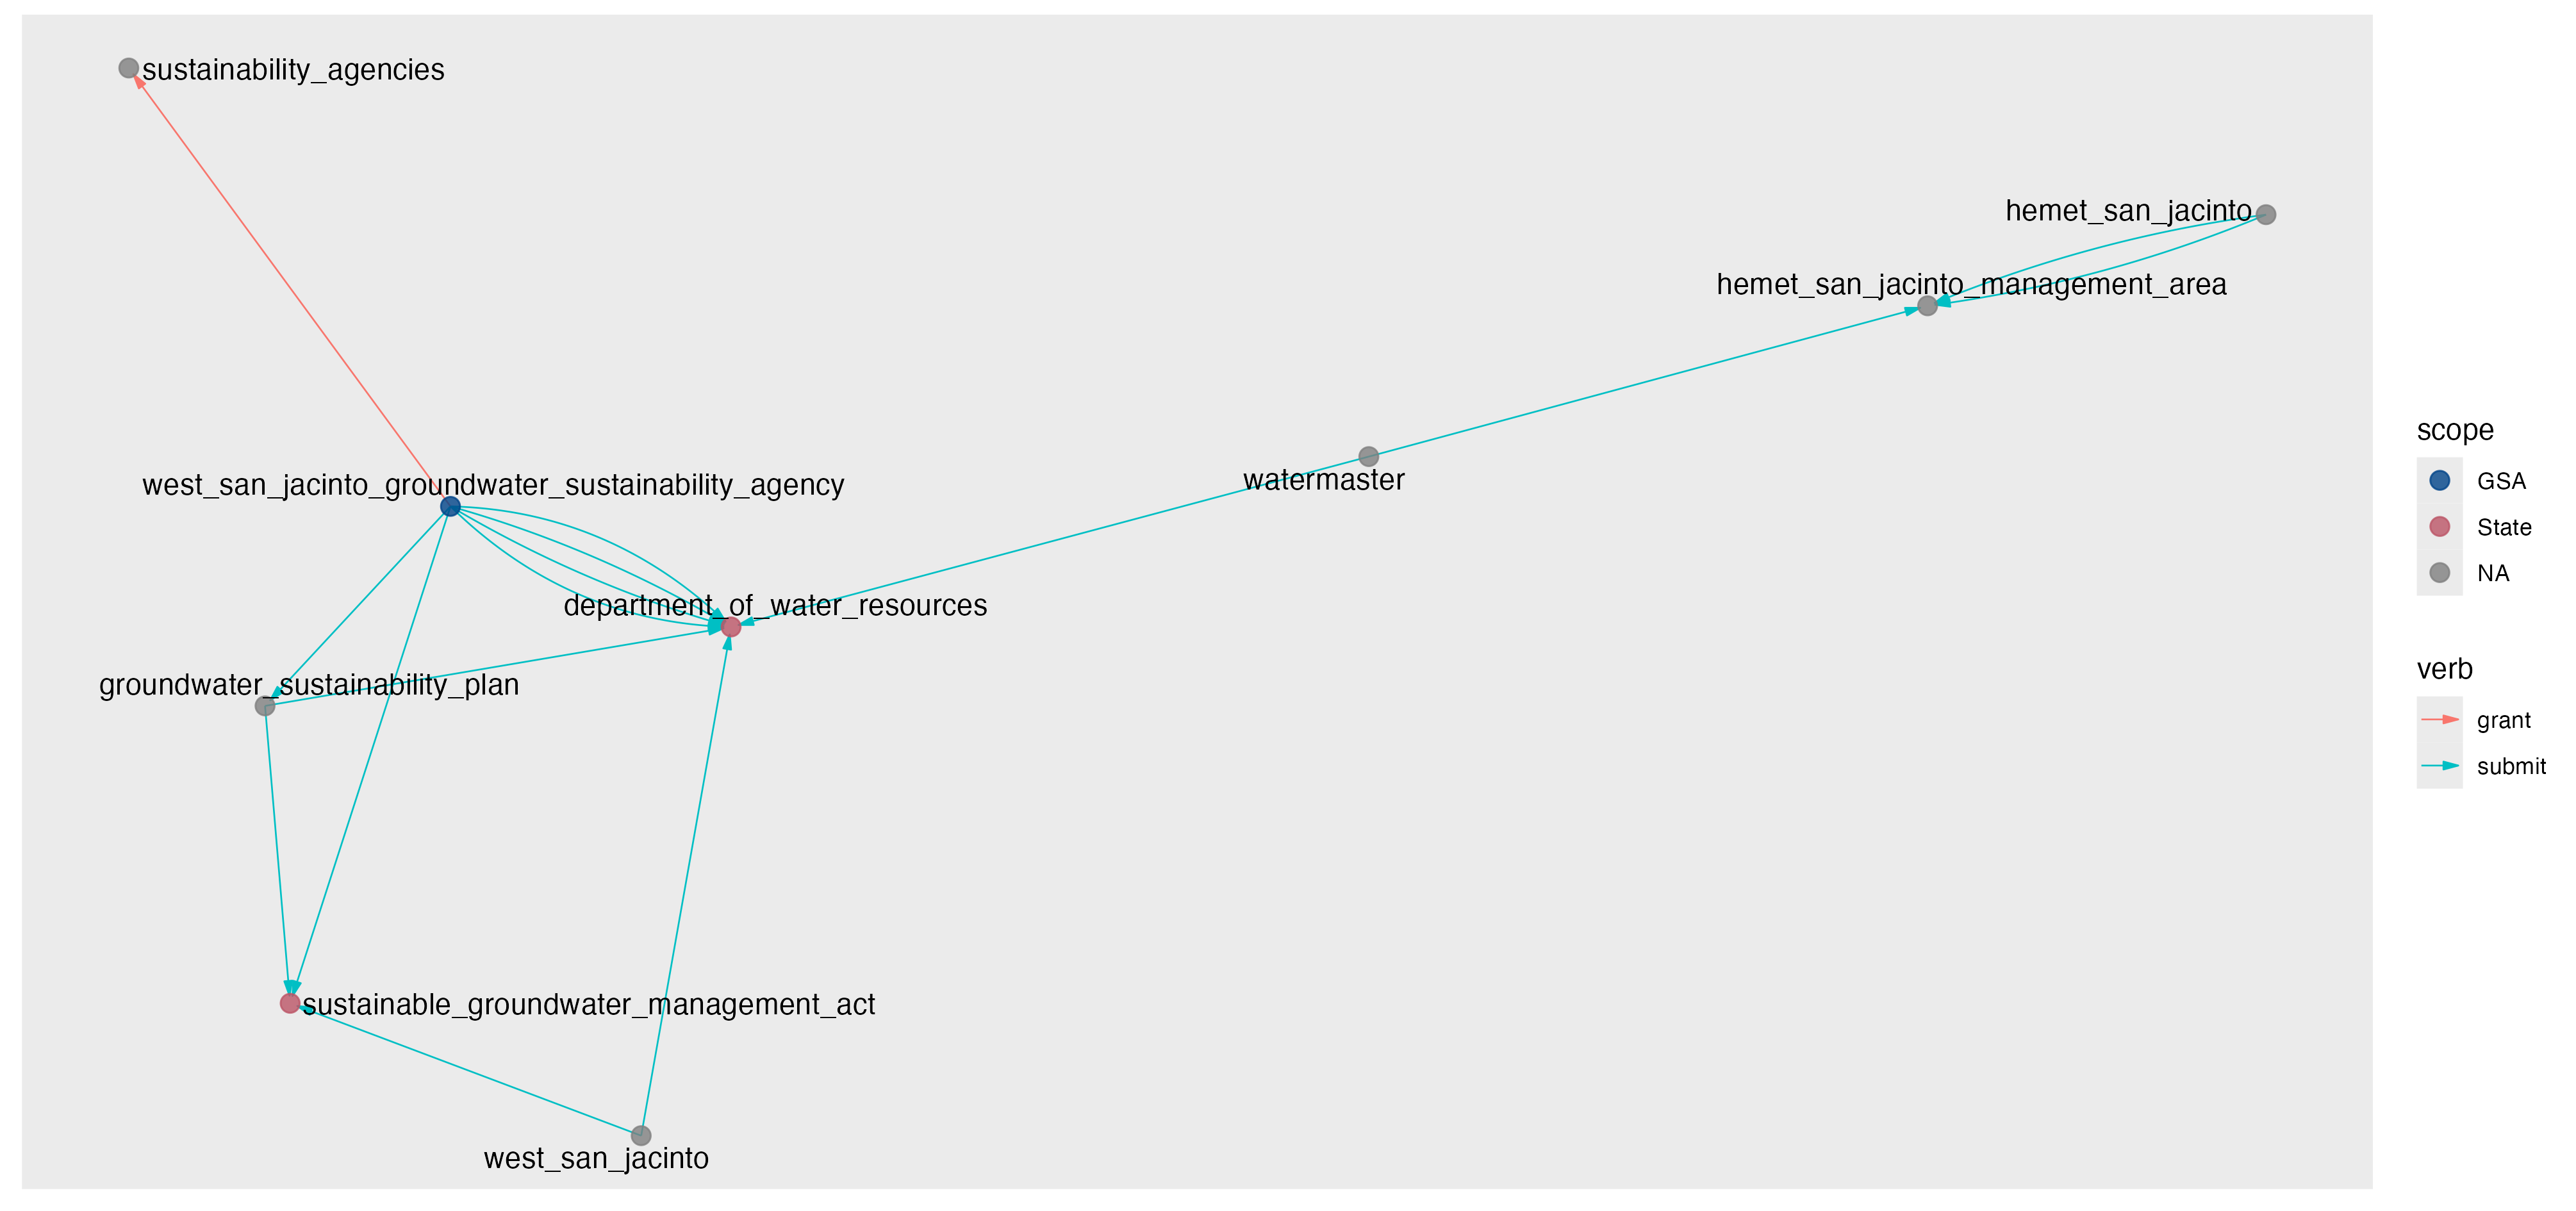 sustainability_agencies
hemet_san_jacinto
hemet_san_jacinto_management_area
west_san_jacinto_groundwater_sustainability_agency
watermaster
department_of_water_resources
groundwater_sustainability_plan
sustainable_groundwater_management_act
west_san_jacinto
scope
GSA
State
NA
verb
grant
submit